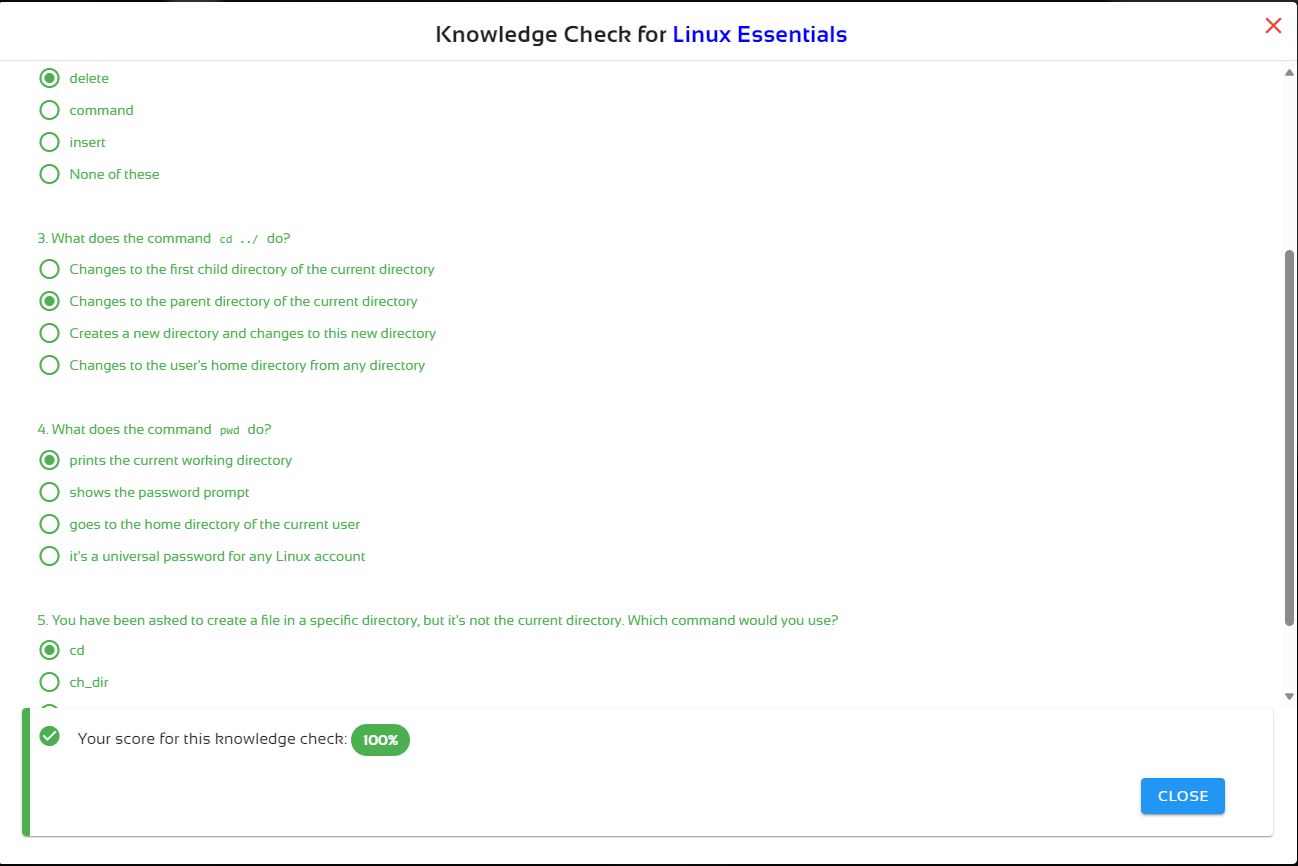 Knowledge Check for Linux Essentials
delete
command
insert
None of these
3. What does the command cd ../ do?
Changes to the first child directory of the current directory
Changes to the parent directory of the current directory
Creates a new directory and changes to this new directory
Changes to the user's home directory from any directory
4. What does the command pwd do?
prints the current working directory
shows the password prompt
goes to the home directory of the current user
it's a universal password for any Linux account
5. You have been asked to create a file in a specific directory, but it's not the current directory. Which command would you use?
cd
ch_dir
Your score for this knowledge check: 100%
CLOSE